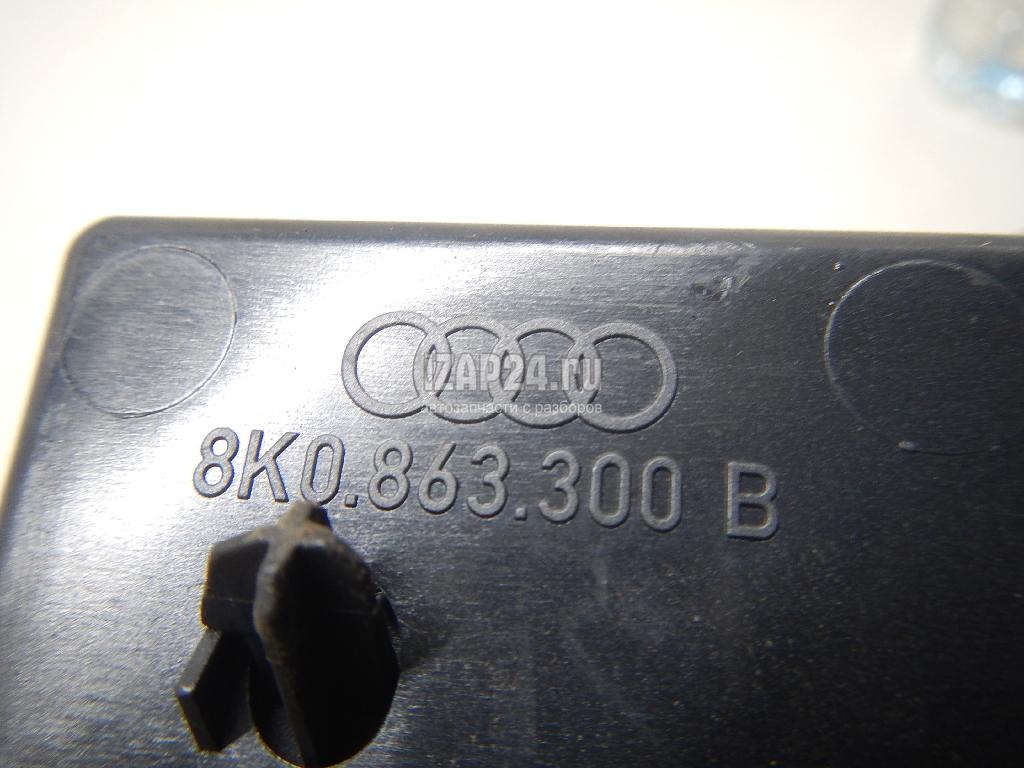 IZAP24.ru
автозапчасти с разборов
8K0.863.300 B